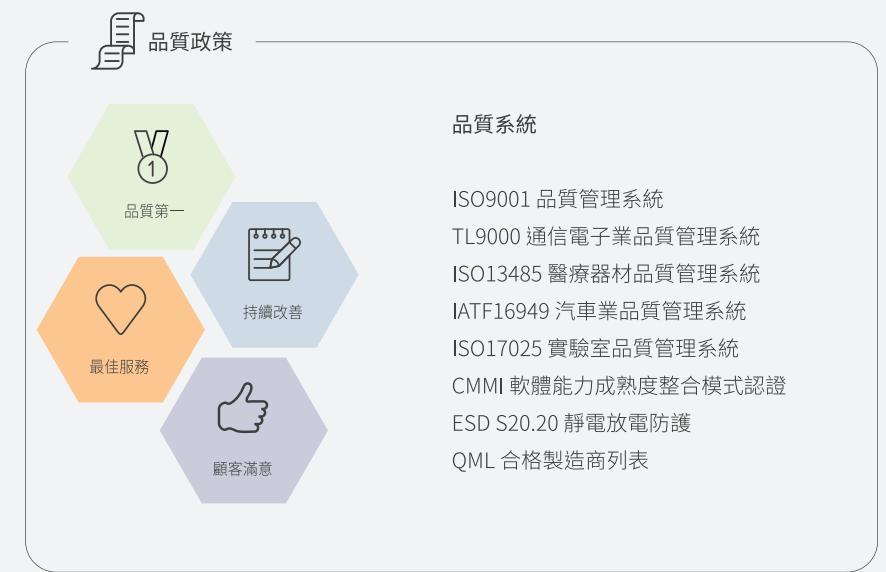 品質政策
1
品質第一
持續改善
最佳服務
顧客滿意
品質系統
ISO9001 品質管理系統
TL9000 通信電子業品質管理系統
ISO13485 醫療器材品質管理系統
IATF16949 汽車業品質管理系統
ISO17025 實驗室品質管理系統
CMMI 軟體能力成熟度整合模式認證
ESD S20.20 靜電放電防護
QML 合格製造商列表